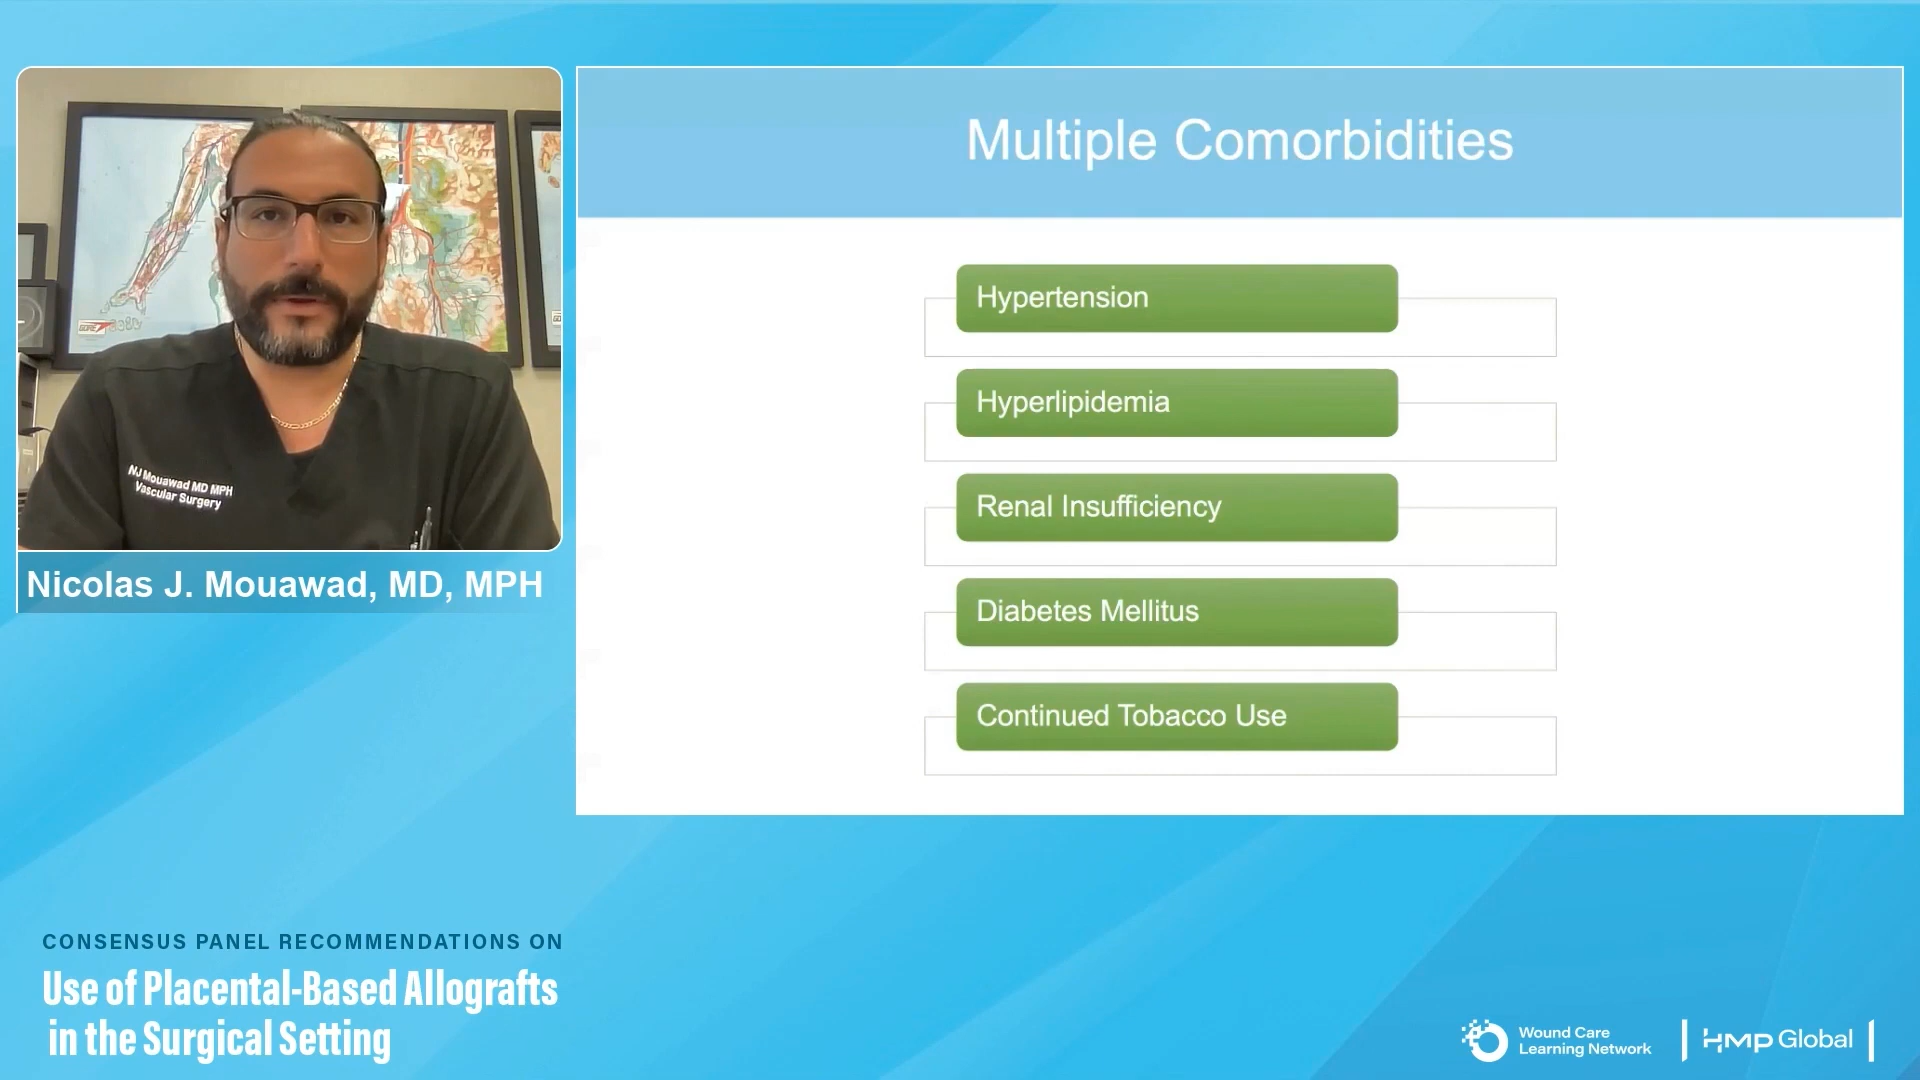 Multiple Comorbidities
Hypertension
Hyperlipidemia
Renal Insufficiency
Diabetes Mellitus
Continued Tobacco Use
GORE
NJ Mouawad MD MPH
Vascular Surgery
Nicolas J. Mouawad, MD, MPH
CONSENSUS PANEL RECOMMENDATIONS ON
Use of Placental-Based Allografts
in the Surgical Setting
Wound Care
Learning Network
HMP Global